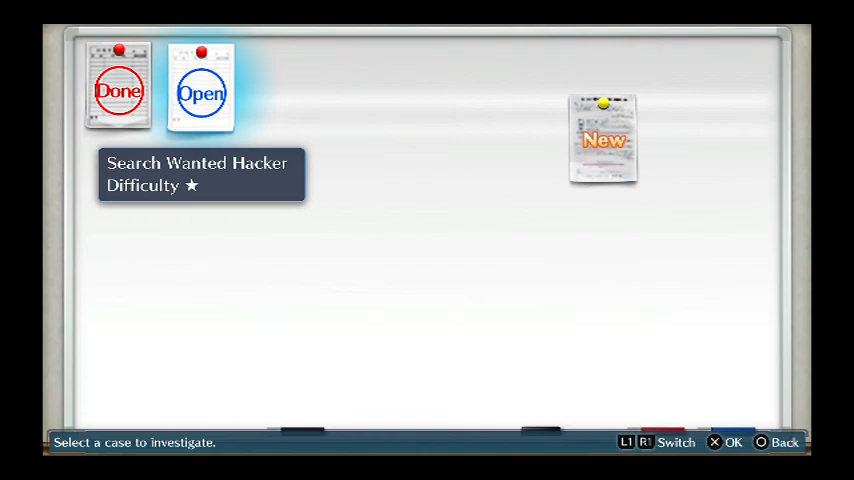 Done
Open
New
Search Wanted Hacker
Difficulty ★
Select a case to investigate.
L1 R1 Switch ✕ OK ○ Back